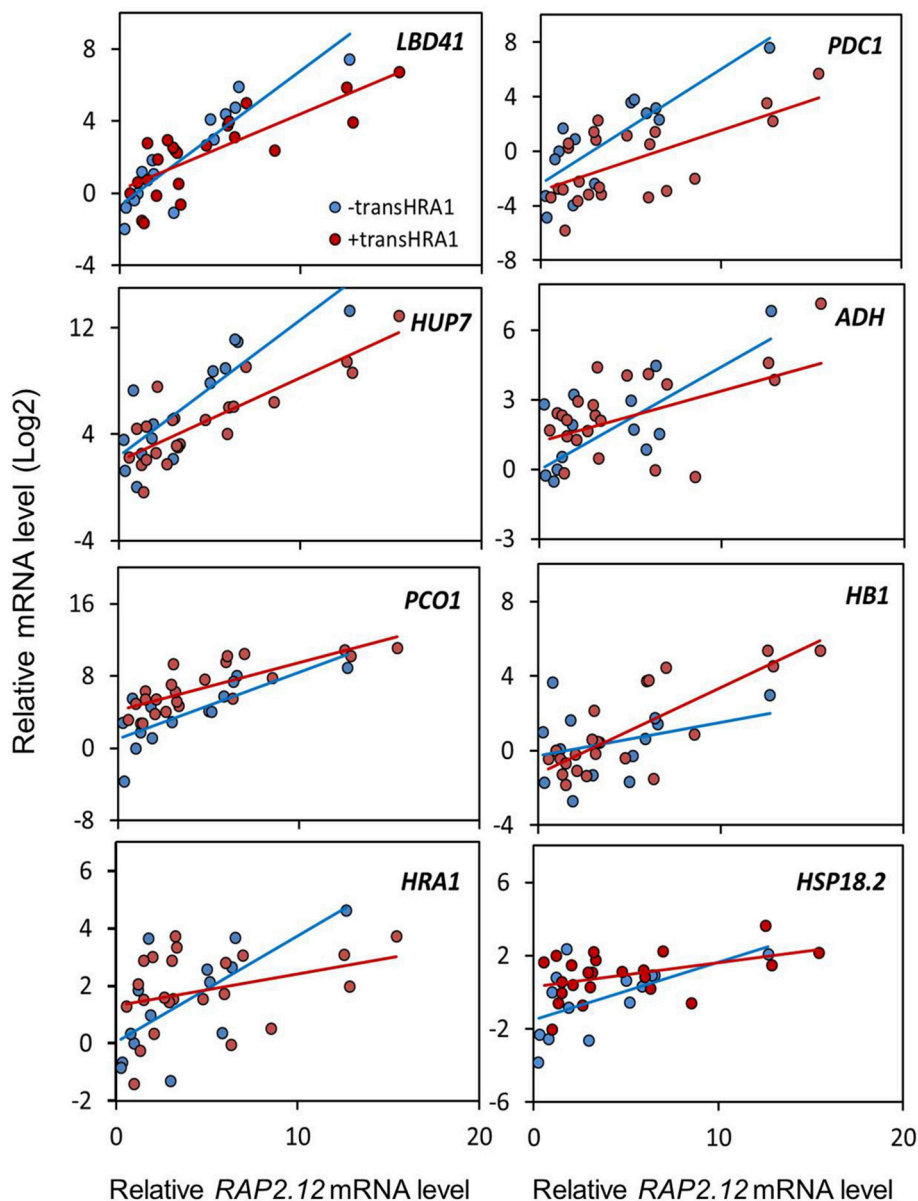 Relative mRNA level (Log2)
LBD41
8
4
0
-4
-transHRA1
+transHRA1
PDC1
8
4
0
-4
-8
HUP7
12
4
-4
ADH
6
3
0
-3
PCO1
16
8
0
-8
HB1
8
4
0
-4
HRA1
6
4
2
0
-2
0 10 20
HSP18.2
6
2
-2
-6
0 10 20
Relative RAP2.12 mRNA level
Relative RAP2.12 mRNA level